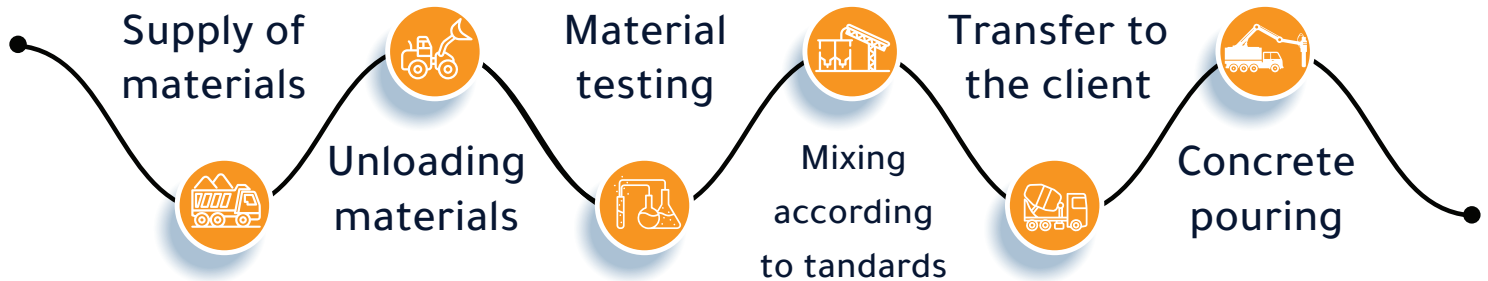 Supply of
materials
Unloading
materials
Material
testing
Mixing
according
to tandards
Transfer to
the client
Concrete
pouring